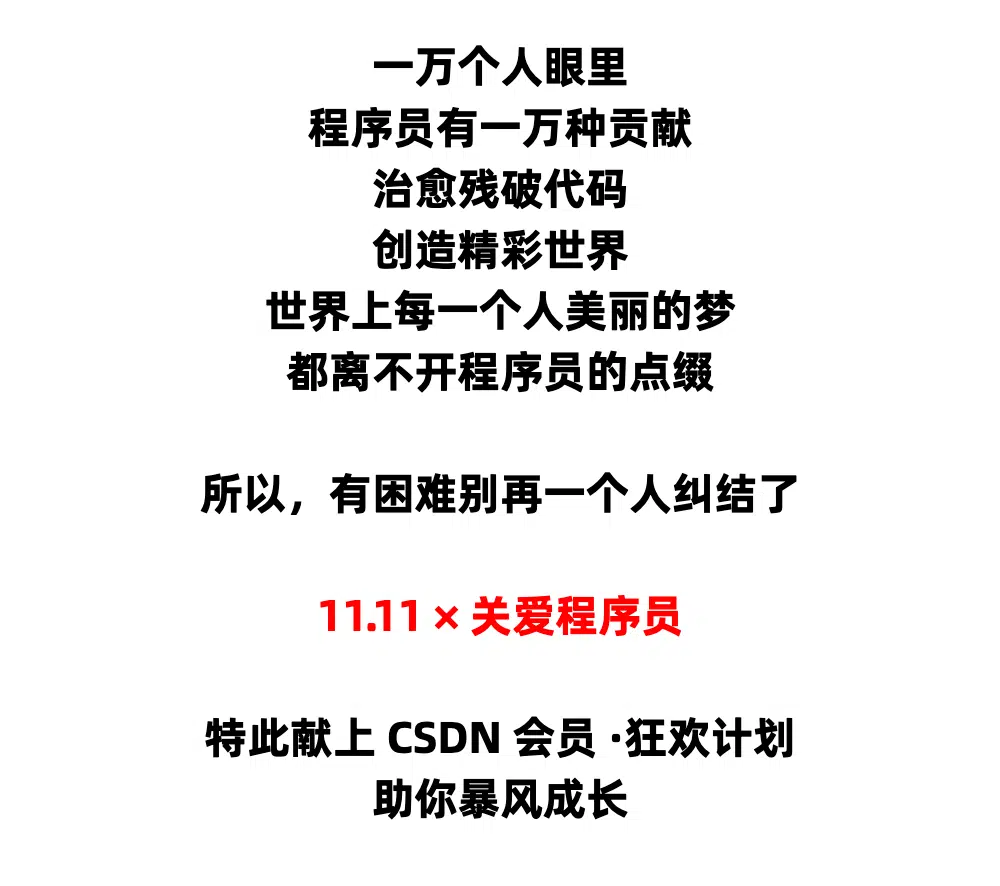 一万个人眼里
程序员有一万种贡献
治愈残破代码
创造精彩世界
世界上每一个人美丽的梦
都离不开程序员的点缀
所以，有困难别再一个人纠结了
11.11 × 关爱程序员
特此献上 CSDN 会员 ·狂欢计划
助你暴风成长